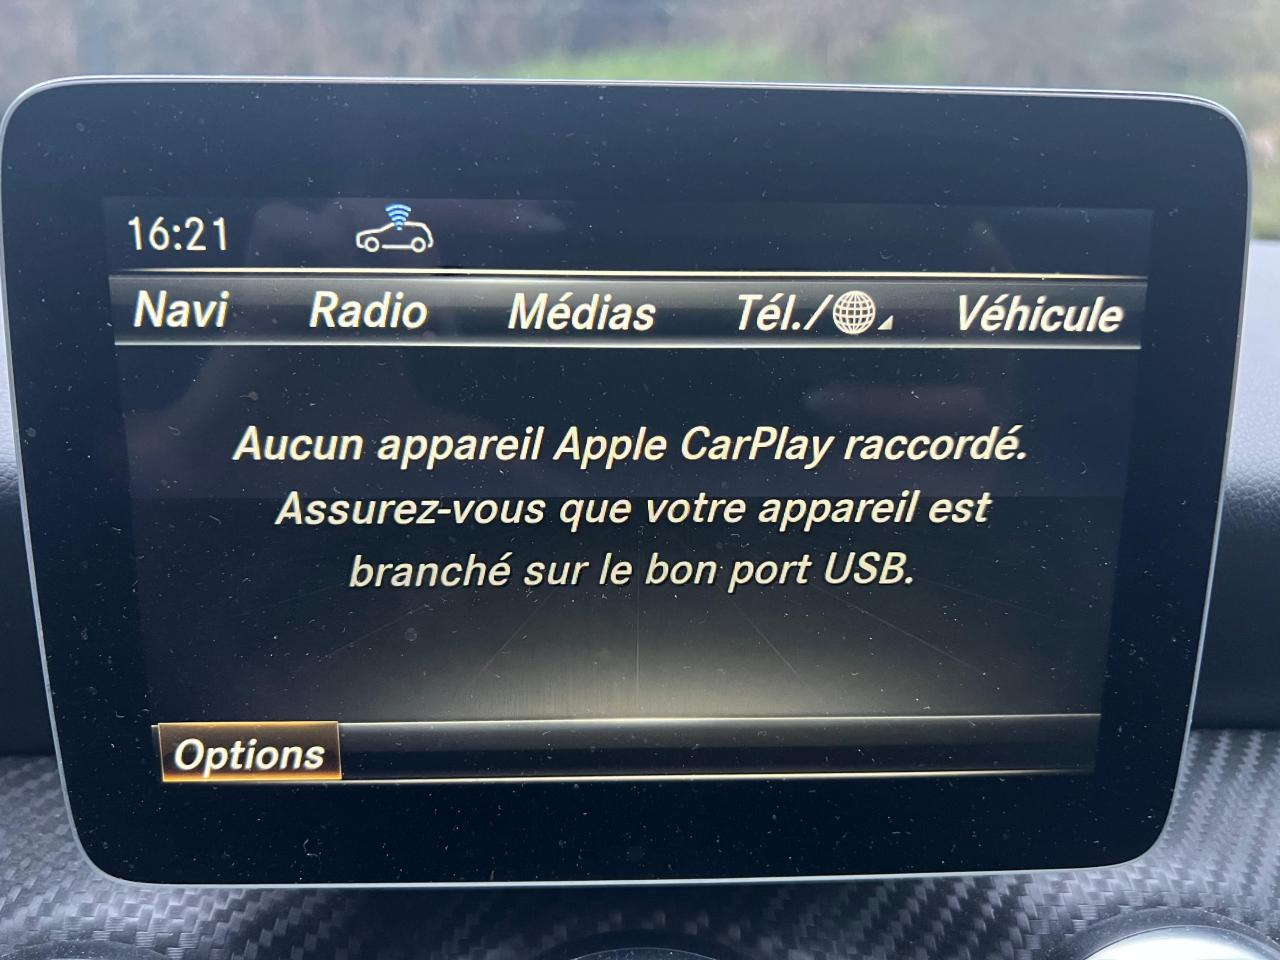 16:21
Navi Radio Médias Tél./ Véhicule
Aucun appareil Apple CarPlay raccordé.
Assurez-vous que votre appareil est
branché sur le bon port USB.
Options